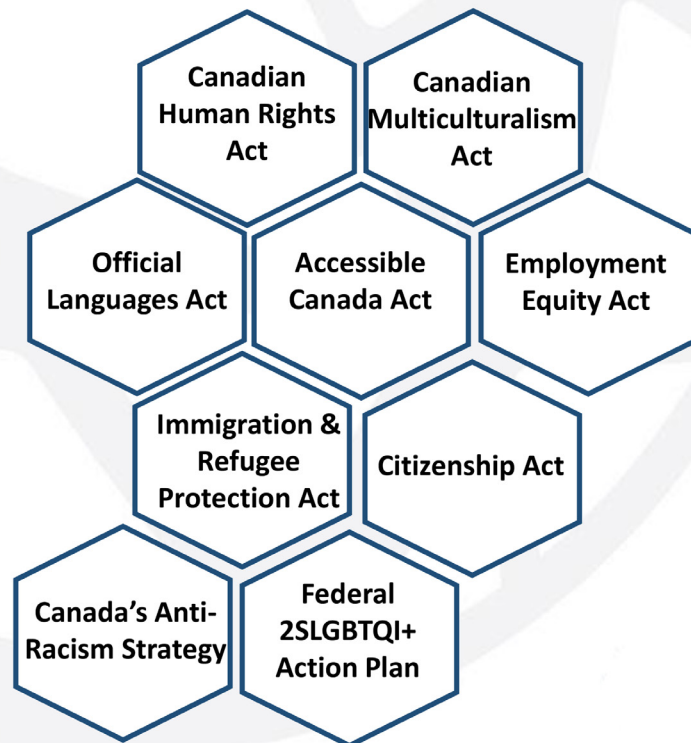 Canadian
Human Rights
Act
Canadian
Multiculturalism
Act
Official
Languages Act
Accessible
Canada Act
Employment
Equity Act
Immigration &
Refugee
Protection Act
Citizenship Act
Canada’s Anti-
Racism Strategy
Federal
2SLGBTQI+
Action Plan